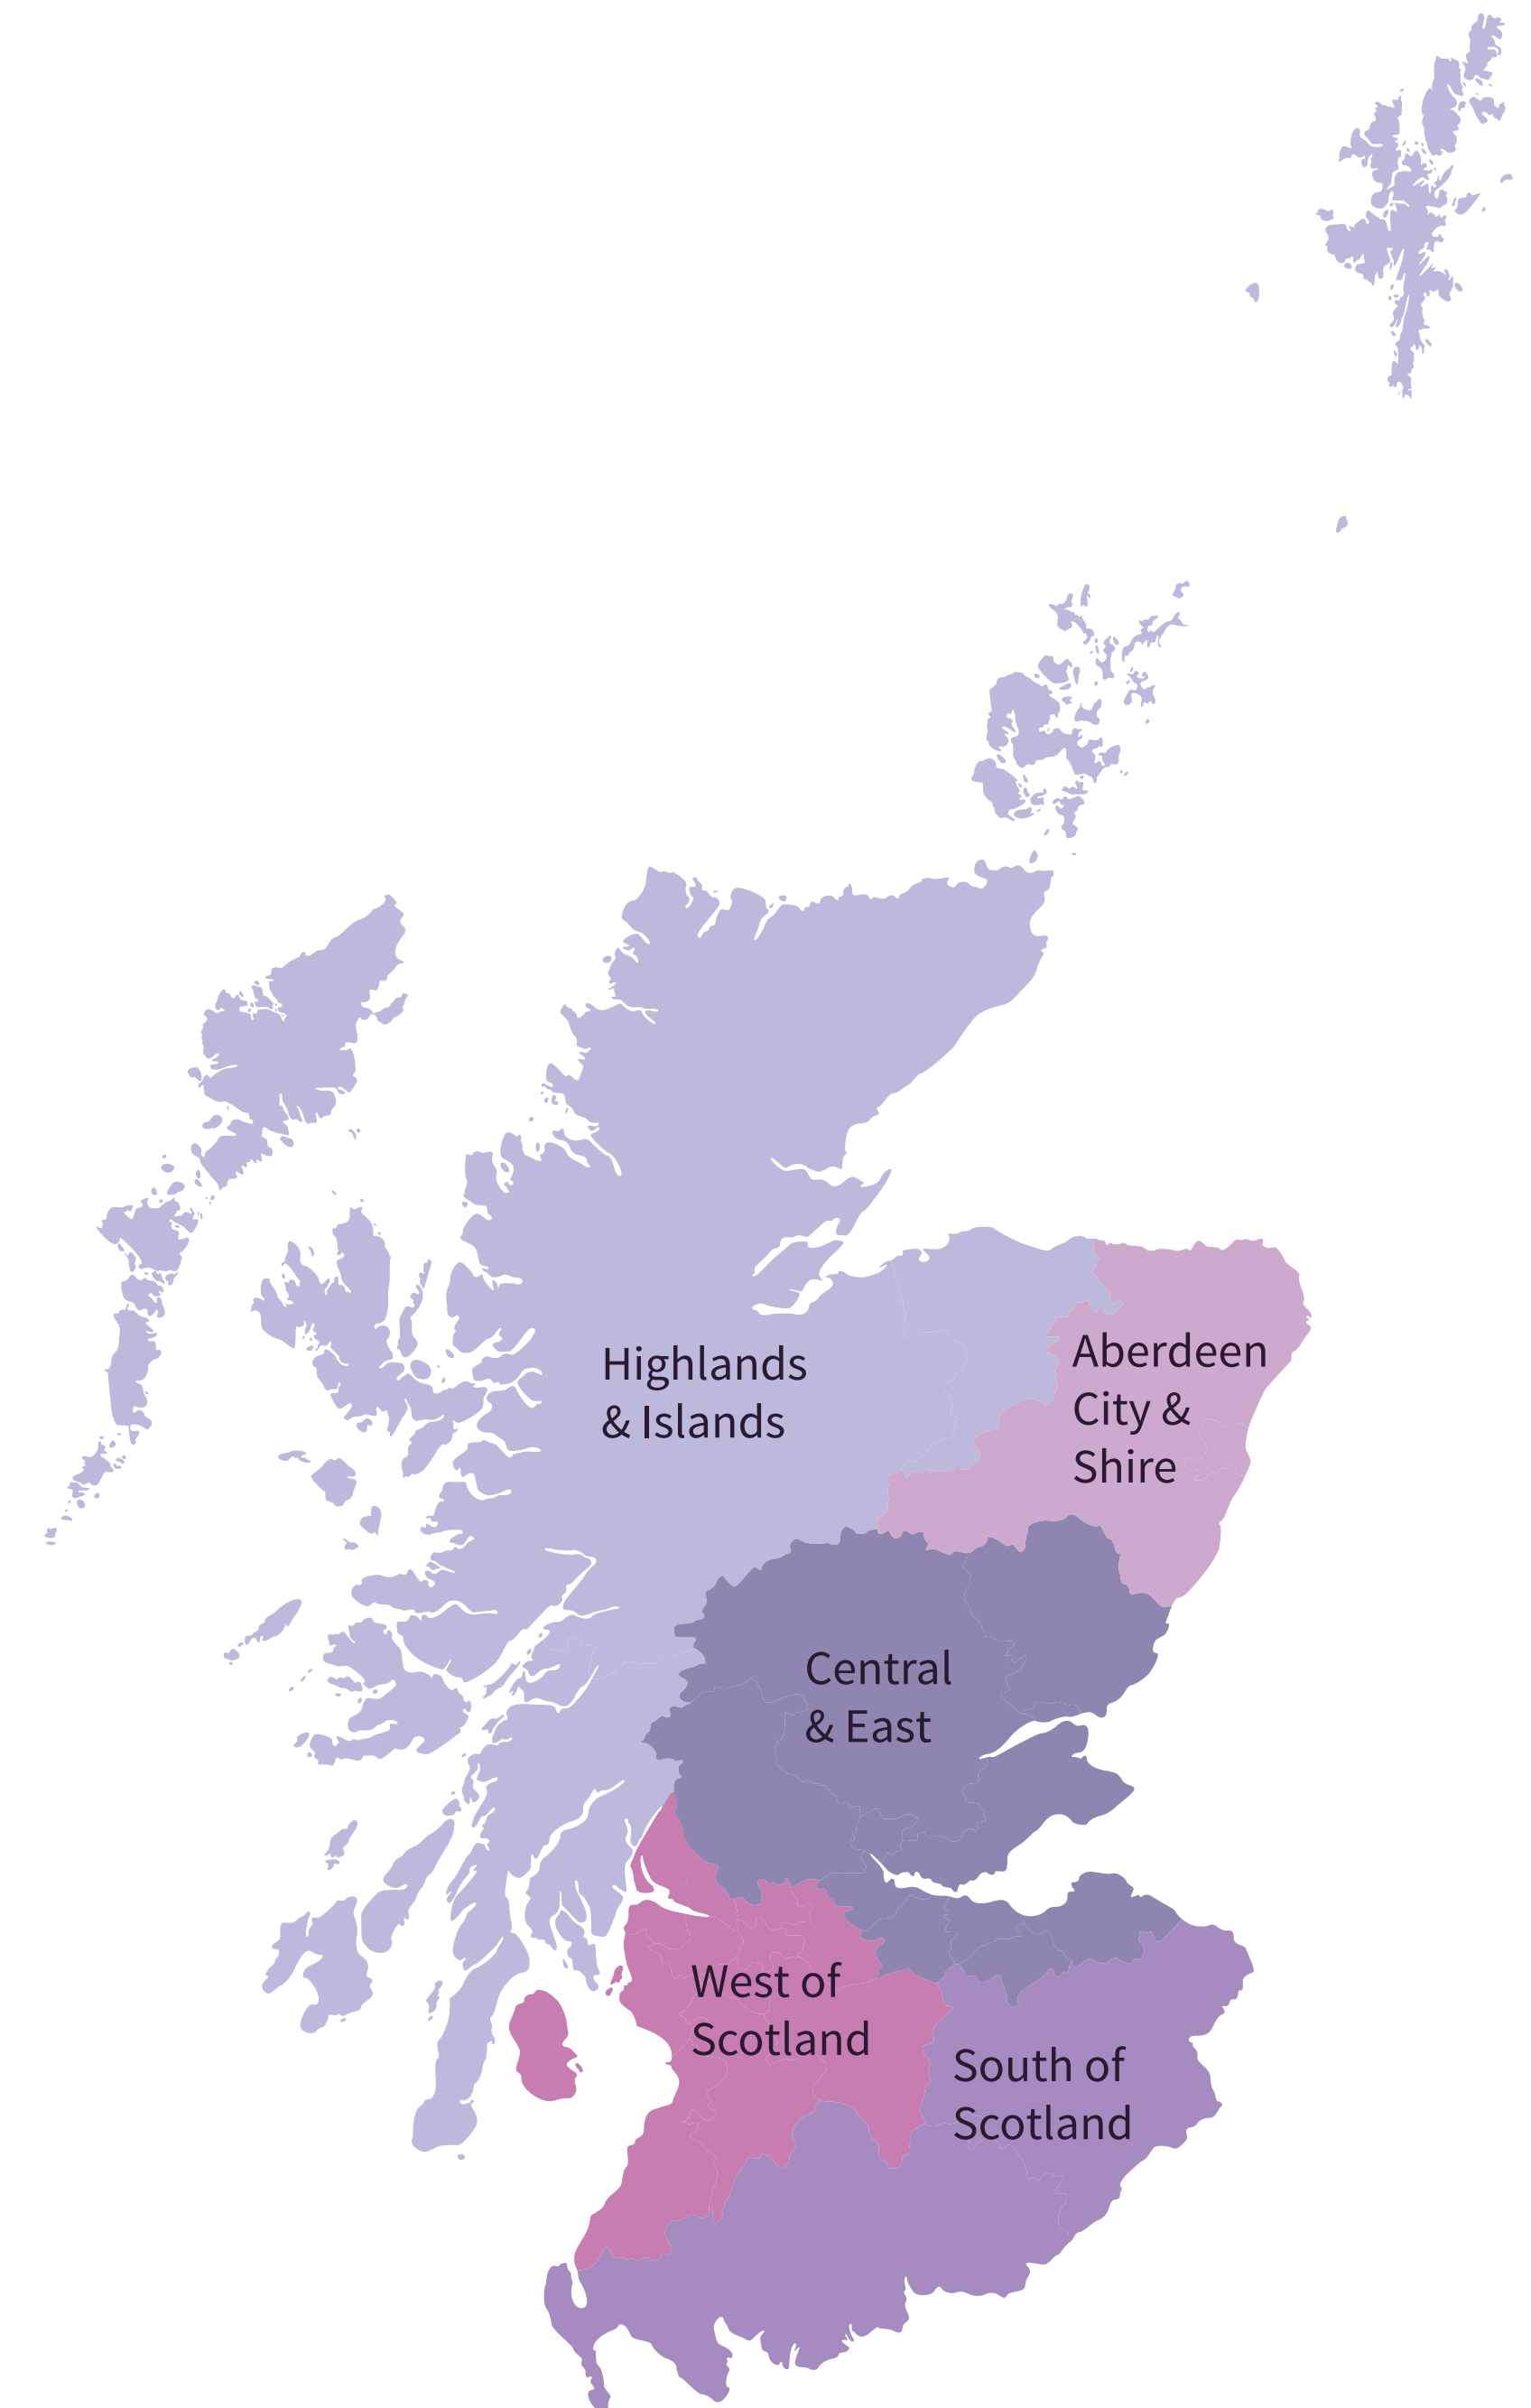 Highlands
& Islands
Aberdeen
City &
Shire
Central
& East
West of
Scotland
South of
Scotland